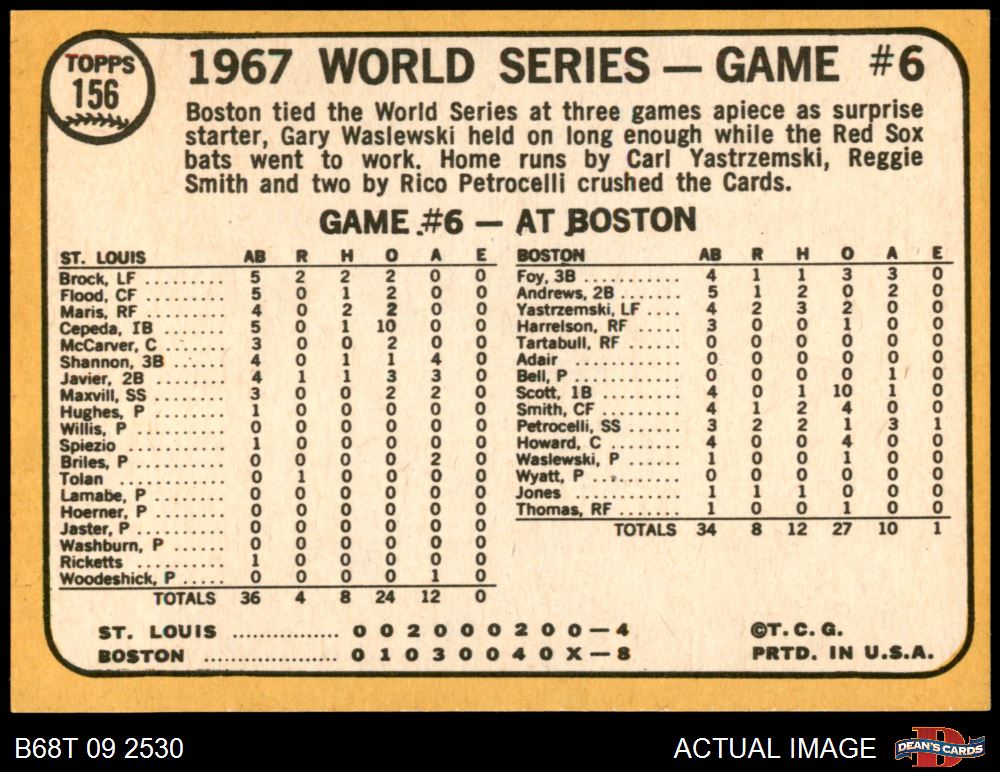 TOPPS
156
1967 WORLD SERIES — GAME #6
Boston tied the World Series at three games apiece as surprise
starter, Gary Waslewski held on long enough while the Red Sox
bats went to work. Home runs by Carl Yastrzemski, Reggie
Smith and two by Rico Petrocelli crushed the Cards.
GAME #6 — AT BOSTON
ST. LOUIS AB R H O A E
Brock, LF .......... 5 2 2 2 0 0
Flood, CF .......... 5 0 1 2 0 0
Maris, RF .......... 4 0 2 2 0 0
Cepeda, 1B ........ 5 0 1 10 0 0
McCarver, C ....... 3 0 0 2 0 0
Shannon, 3B ...... 4 0 1 1 4 0
Javier, 2B ......... 4 1 1 3 3 0
Maxvill, SS ........ 3 0 0 2 2 0
Hughes, P ......... 1 0 0 0 0 0
Willis, P ........... 0 0 0 0 0 0
Spiezio ............ 1 0 0 0 0 0
Briles, P ........... 0 0 0 0 2 0
Tolan .............. 0 1 0 0 0 0
Lamabe, P ......... 0 0 0 0 0 0
Hoerner, P ........ 0 0 0 0 0 0
Jaster, P .......... 0 0 0 0 0 0
Washburn, P ...... 0 0 0 0 0 0
Ricketts ........... 1 0 0 0 0 0
Woodeshick, P ..... 0 0 0 0 1 0
TOTALS 36 4 8 24 12 0
BOSTON AB R H O A E
Foy, 3B ............ 4 1 1 3 3 0
Andrews, 2B ....... 5 1 2 0 2 0
Yastrzemski, LF .... 4 2 3 2 0 0
Harrelson, RF ...... 3 0 0 1 0 0
Tartabull, RF ...... 0 0 0 0 0 0
Adair .............. 0 0 0 0 0 0
Bell, P ............. 0 0 0 0 1 0
Scott, 1B .......... 4 0 1 10 1 0
Smith, CF .......... 4 1 2 4 0 0
Petrocelli, SS ...... 3 2 2 1 3 1
Howard, C ......... 4 0 0 4 0 0
Waslewski, P ...... 1 0 0 1 0 0
Wyatt, P .......... 0 0 0 0 0 0
Jones .............. 1 1 1 0 0 0
Thomas, RF ........ 1 0 0 1 0 0
TOTALS 34 8 12 27 10 1
ST. LOUIS ................ 0 0 2 0 0 0 2 0 0 — 4
BOSTON .................... 0 1 0 3 0 0 4 0 X — 8
©T. C. G.
PRTD. IN U.S.A.
B68T 09 2530
ACTUAL IMAGE
DEAN'S CARDS